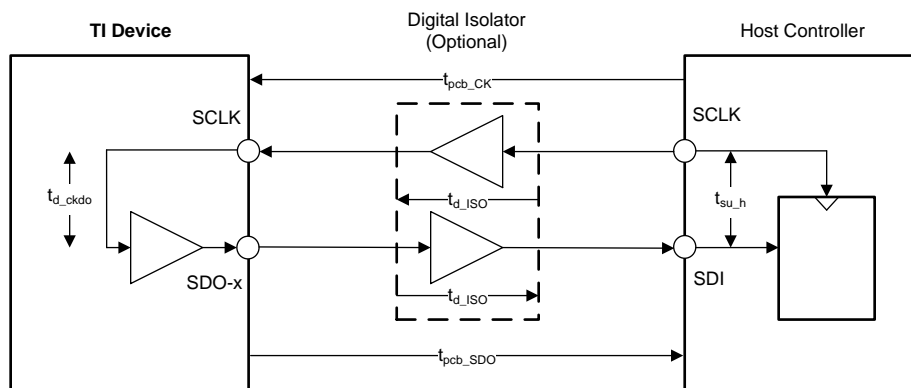 TI Device
Digital Isolator
(Optional)
Host Controller
t_pcb_CK
SCLK
SCLK
t_d_ckdo
t_d_ISO
t_su_h
SDO-x
SDI
t_d_ISO
t_pcb_SDO